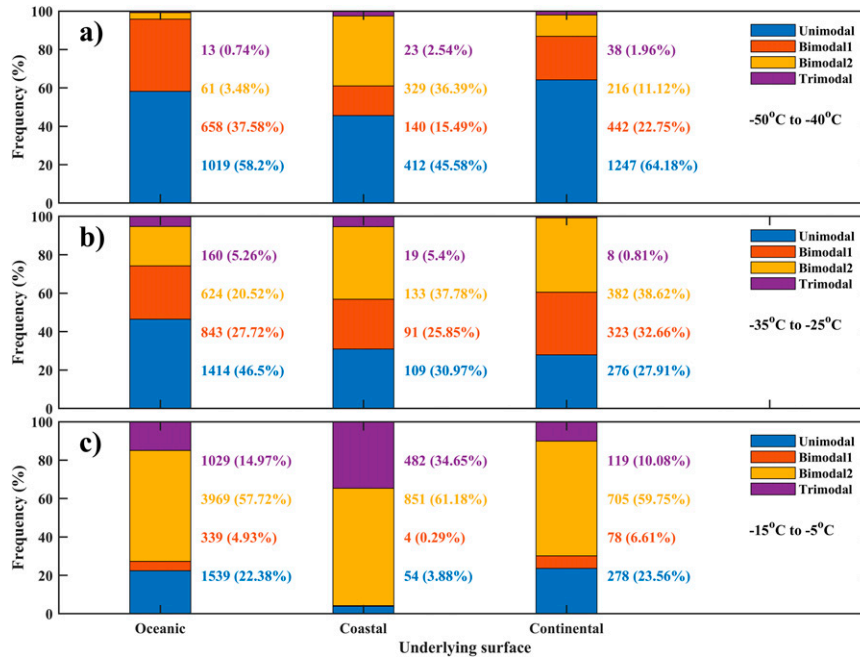 100
80
60
40
20
0
Frequency (%)
a)
13 (0.74%)
61 (3.48%)
658 (37.58%)
1019 (58.2%)
23 (2.54%)
329 (36.39%)
140 (15.49%)
412 (45.58%)
38 (1.96%)
216 (11.12%)
442 (22.75%)
1247 (64.18%)
Unimodal
Bimodal1
Bimodal2
Trimodal
-50°C to -40°C
100
80
60
40
20
0
Frequency (%)
b)
160 (5.26%)
624 (20.52%)
843 (27.72%)
1414 (46.5%)
19 (5.4%)
133 (37.78%)
91 (25.85%)
109 (30.97%)
8 (0.81%)
382 (38.62%)
323 (32.66%)
276 (27.91%)
Unimodal
Bimodal1
Bimodal2
Trimodal
-35°C to -25°C
100
80
60
40
20
0
Frequency (%)
c)
1029 (14.97%)
3969 (57.72%)
339 (4.93%)
1539 (22.38%)
482 (34.65%)
851 (61.18%)
4 (0.29%)
54 (3.88%)
119 (10.08%)
705 (59.75%)
78 (6.61%)
278 (23.56%)
Unimodal
Bimodal1
Bimodal2
Trimodal
-15°C to -5°C
Oceanic
Coastal
Continental
Underlying surface